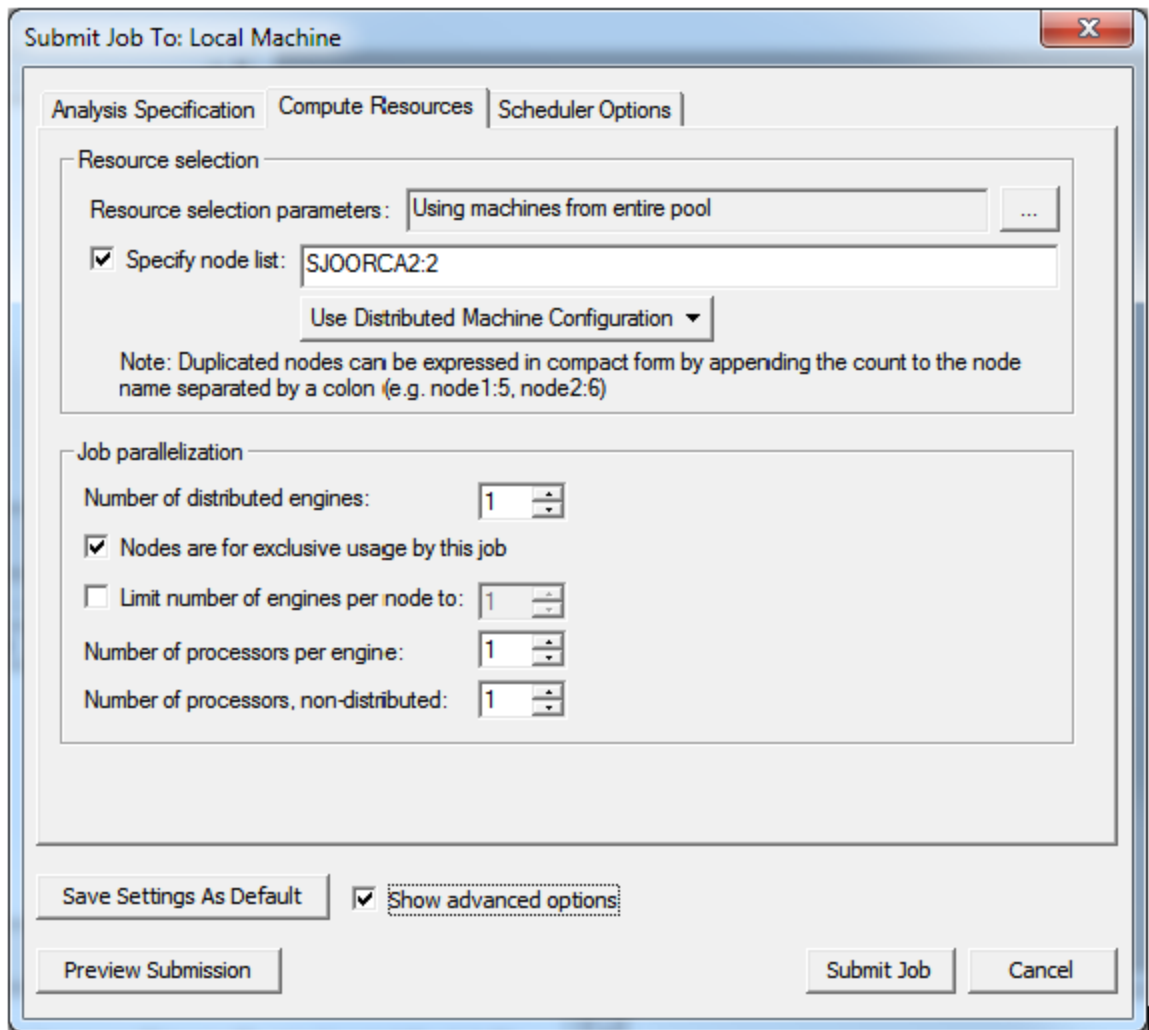 Submit Job To: Local Machine
Analysis Specification Compute Resources Scheduler Options
Resource selection
Resource selection parameters: Using machines from entire pool ...
Specify node list: SJOORCA2:2
Use Distributed Machine Configuration
Note: Duplicated nodes can be expressed in compact form by appending the count to the node
name separated by a colon (e.g. node1:5, node2:6)
Job parallelization
Number of distributed engines: 1
Nodes are for exclusive usage by this job
Limit number of engines per node to: 1
Number of processors per engine: 1
Number of processors, non-distributed: 1
Save Settings As Default Show advanced options
Preview Submission Submit Job Cancel